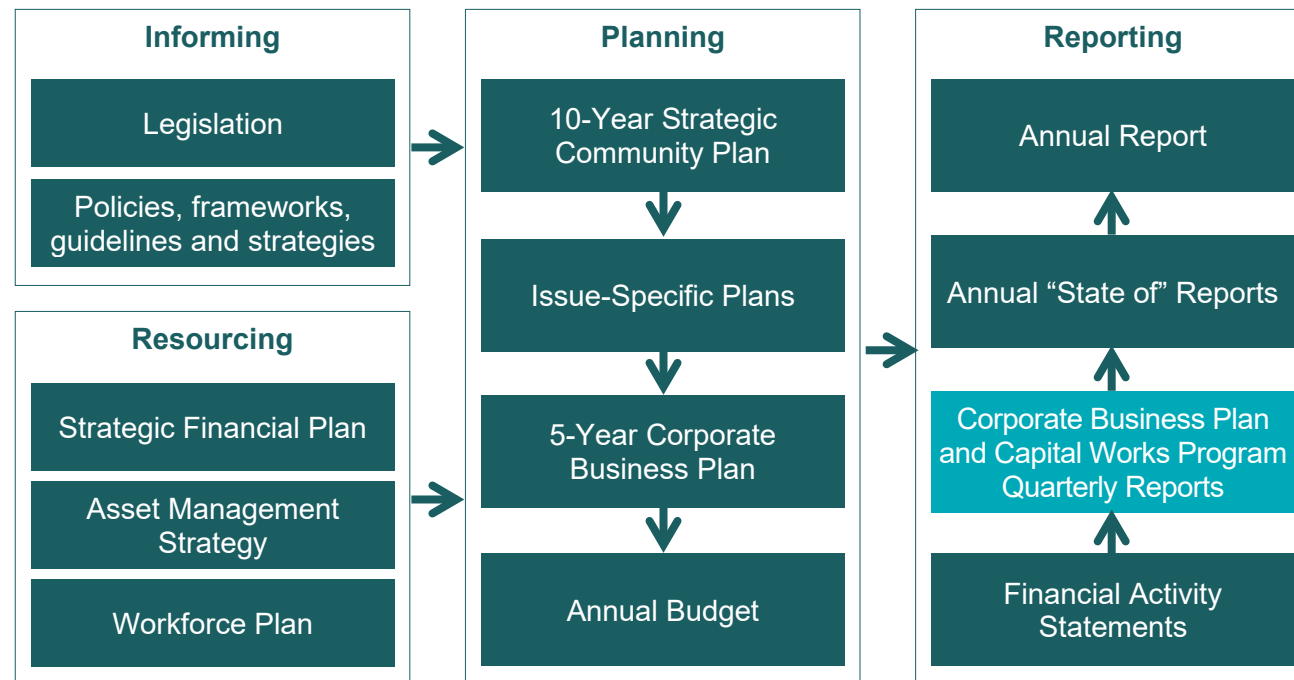 Informing
Legislation
Policies, frameworks,
guidelines and strategies
Resourcing
Strategic Financial Plan
Asset Management
Strategy
Workforce Plan
Planning
10-Year Strategic
Community Plan
Issue-Specific Plans
5-Year Corporate
Business Plan
Annual Budget
Reporting
Annual Report
Annual “State of” Reports
Corporate Business Plan
and Capital Works Program
Quarterly Reports
Financial Activity
Statements